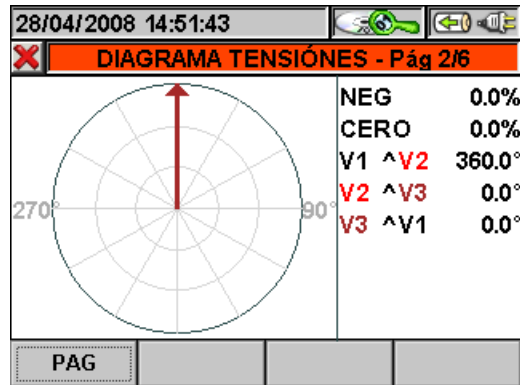 28/04/2008 14:51:43
DIAGRAMA TENSIÓNES - Pág 2/6
NEG 0.0%
CERO 0.0%
V1 ^V2 360.0°
V2 ^V3 0.0°
V3 ^V1 0.0°
270° 90°
PAG